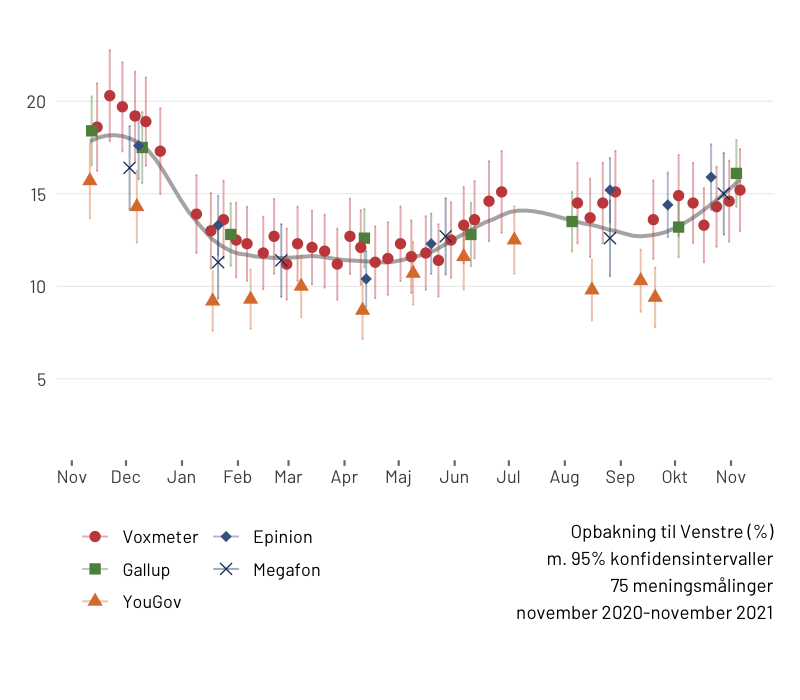 20
15
10
5
Nov Dec Jan Feb Mar Apr Maj Jun Jul Aug Sep Okt Nov
Voxmeter Epinion
Gallup Megafon
YouGov
Opbakning til Venstre (%)
m. 95% konfidensintervaller
75 meningsmålinger
november 2020-november 2021